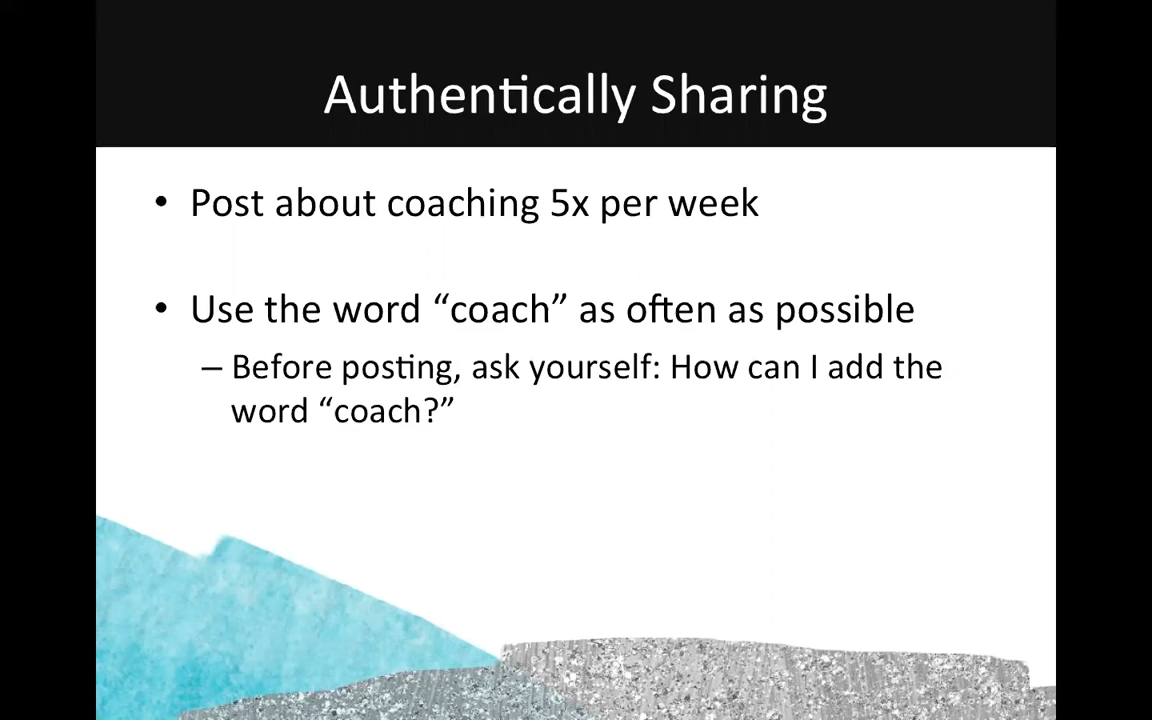 Authentically Sharing
• Post about coaching 5x per week
• Use the word “coach” as often as possible
– Before posting, ask yourself: How can I add the
word “coach?”